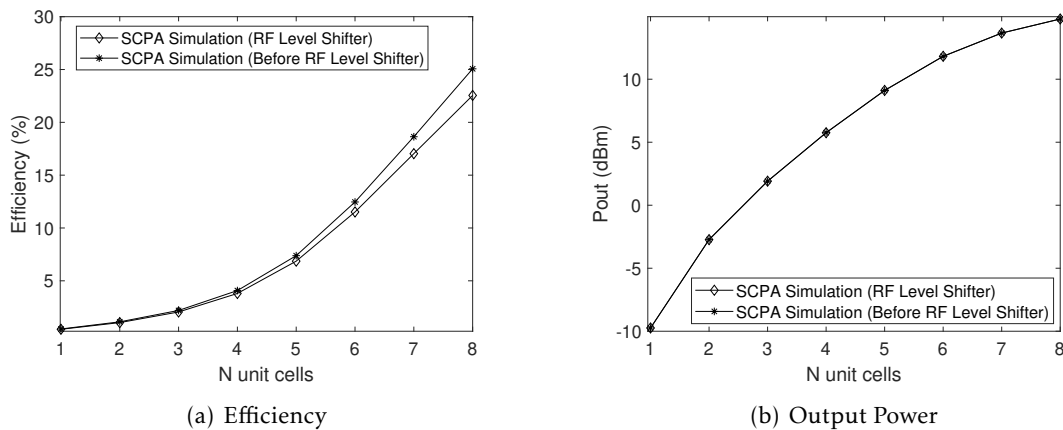 SCPA Simulation (RF Level Shifter)
SCPA Simulation (Before RF Level Shifter)
30
25
20
15
10
5
Efficiency (%)
1 2 3 4 5 6 7 8
N unit cells
(a) Efficiency
10
5
0
-5
-10
Pout (dBm)
SCPA Simulation (RF Level Shifter)
SCPA Simulation (Before RF Level Shifter)
1 2 3 4 5 6 7 8
N unit cells
(b) Output Power